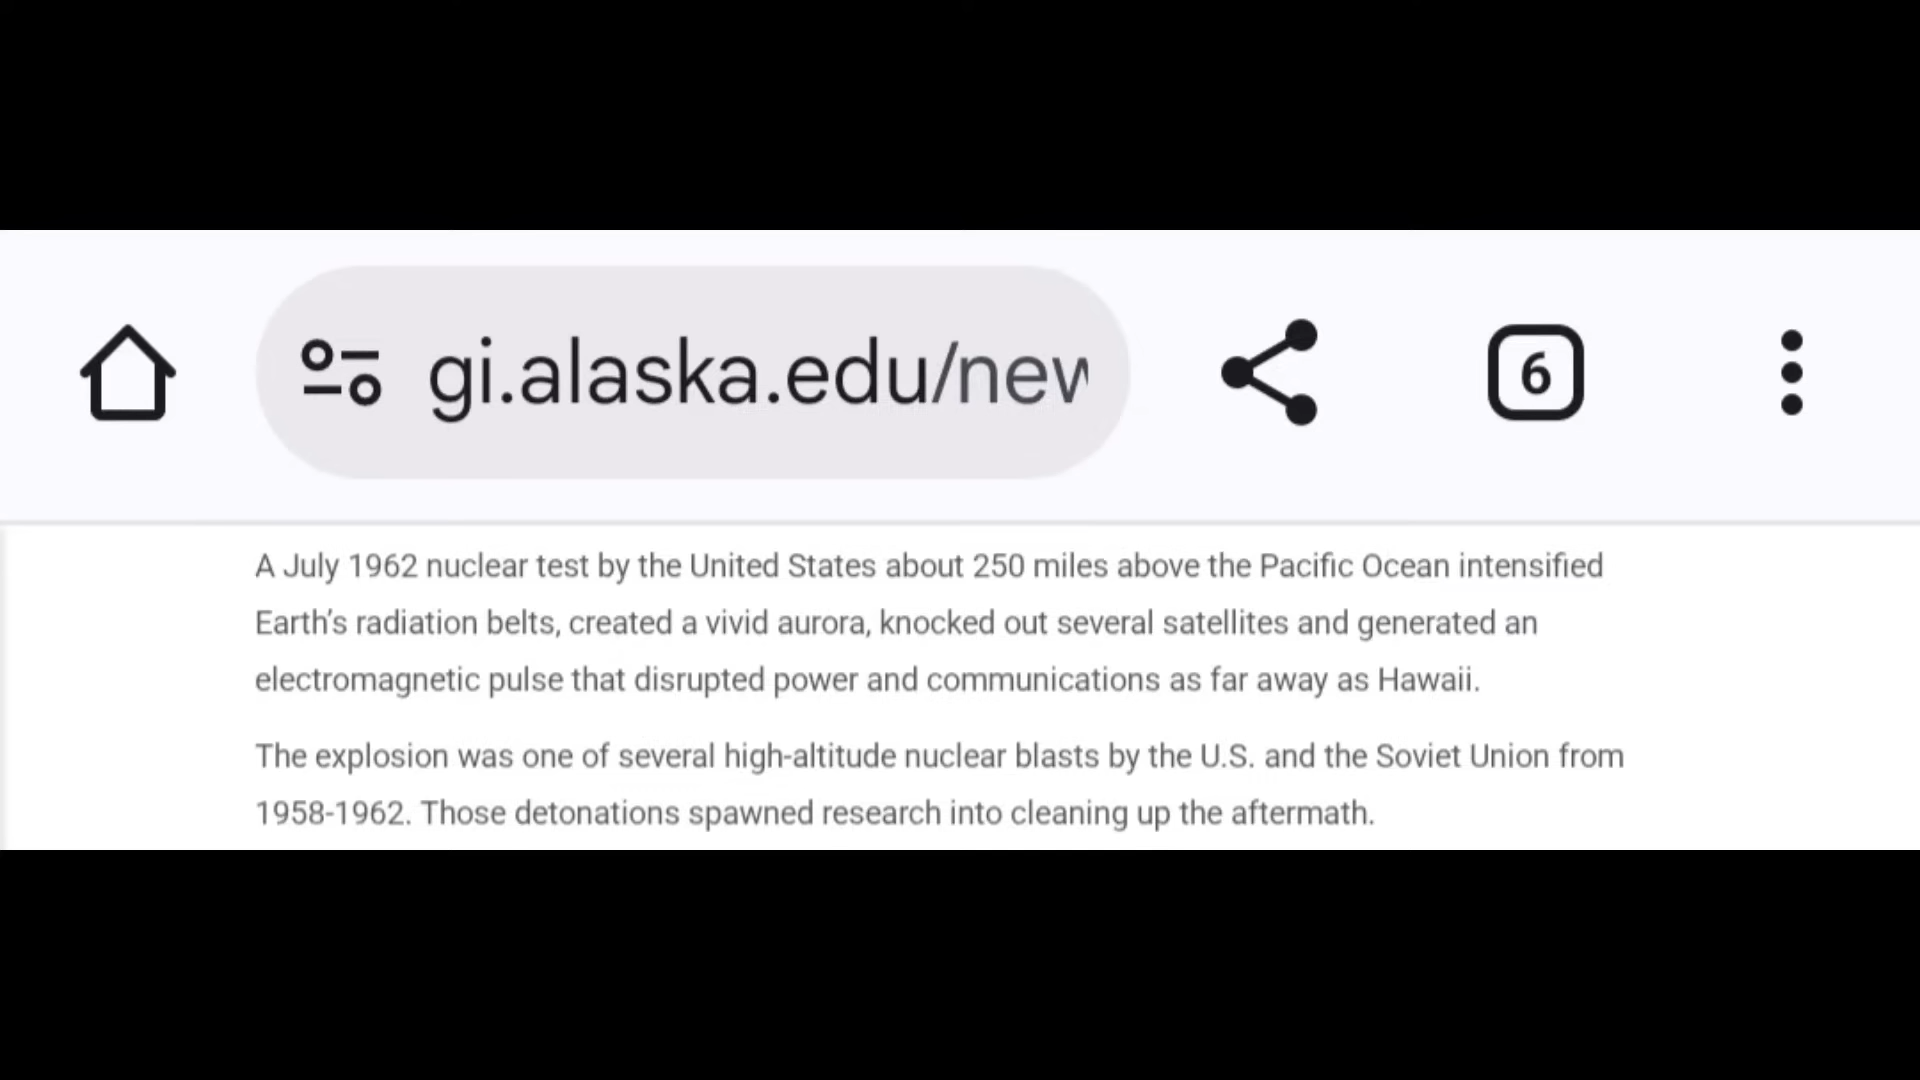 gi.alaska.edu/new
6
A July 1962 nuclear test by the United States about 250 miles above the Pacific Ocean intensified
Earth’s radiation belts, created a vivid aurora, knocked out several satellites and generated an
electromagnetic pulse that disrupted power and communications as far away as Hawaii.
The explosion was one of several high-altitude nuclear blasts by the U.S. and the Soviet Union from
1958-1962. Those detonations spawned research into cleaning up the aftermath.